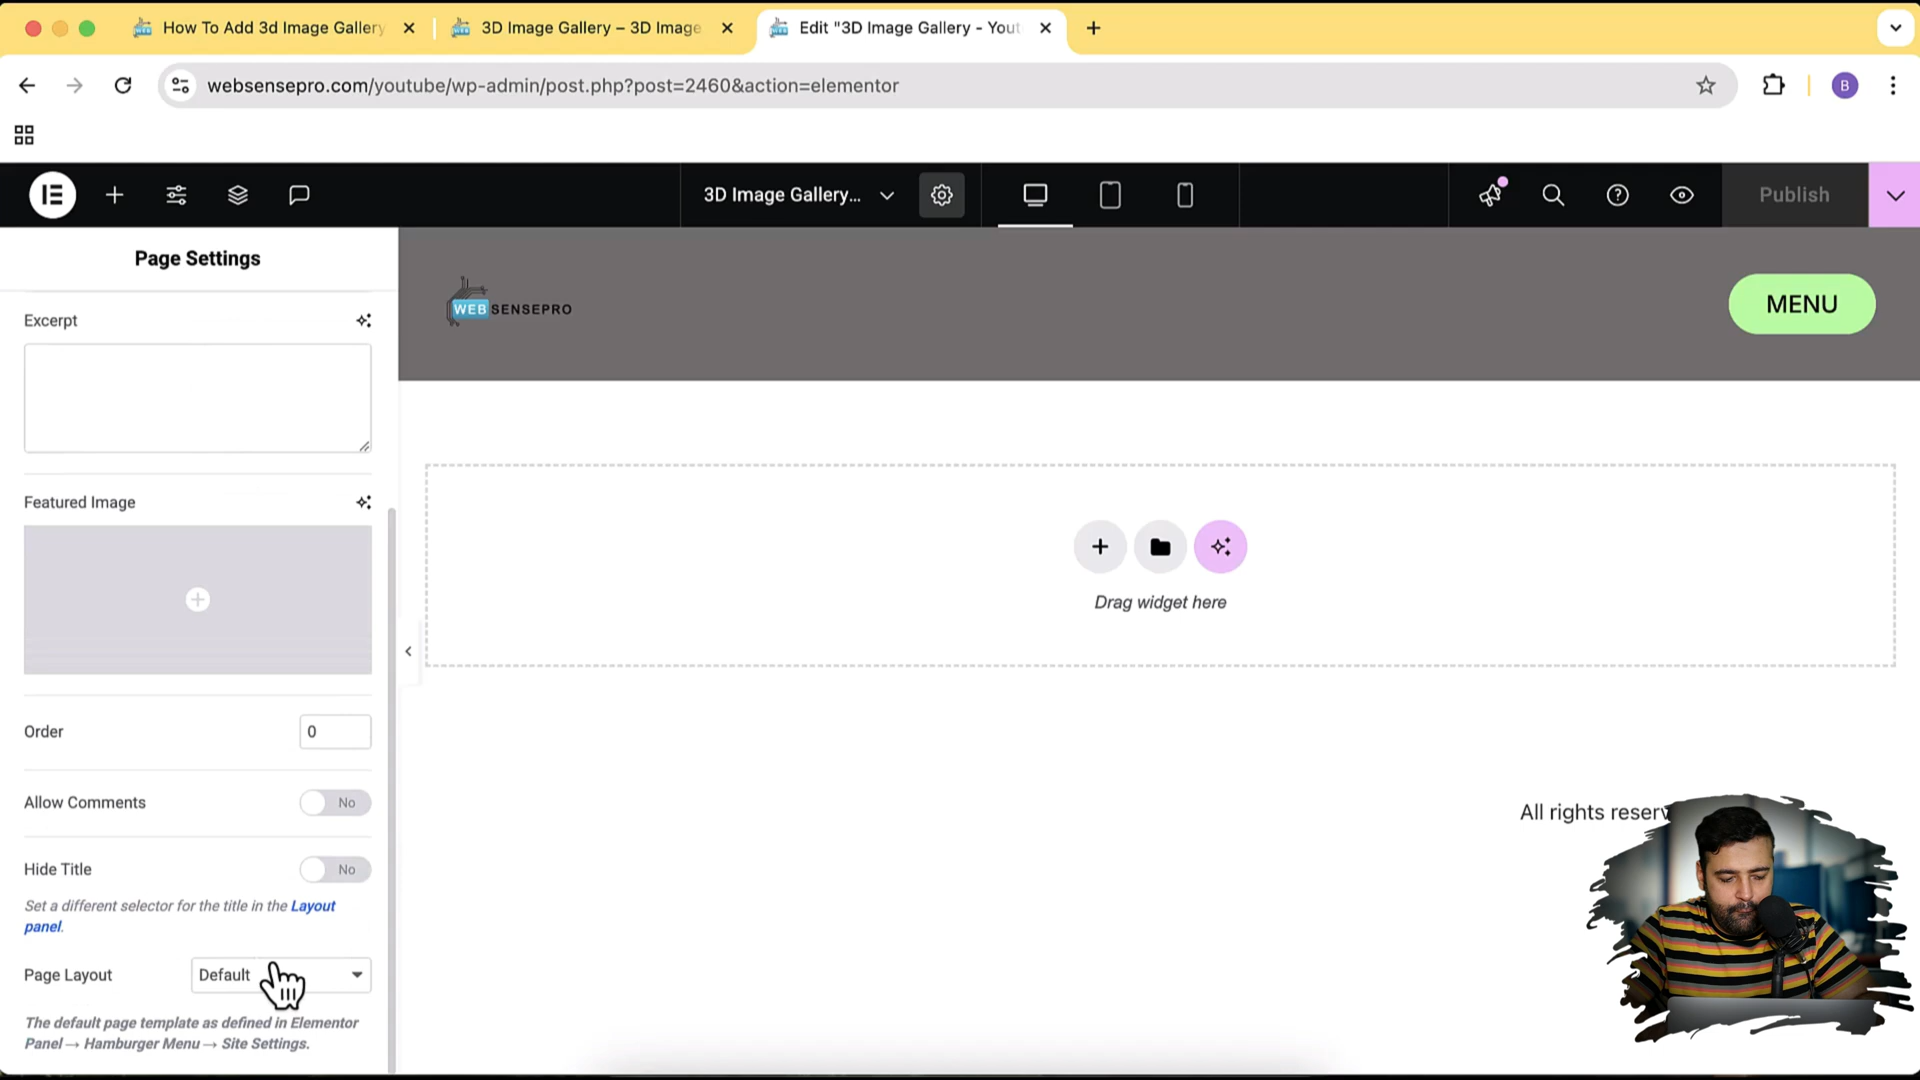 How To Add 3d Image Gallery
3D Image Gallery – 3D Image
Edit "3D Image Gallery - Yout
websensepro.com/youtube/wp-admin/post.php?post=2460&action=elementor
B
3D Image Gallery...
Publish
Page Settings
Excerpt
Featured Image
Order
0
Allow Comments
No
Hide Title
No
Set a different selector for the title in the Layout
panel.
Page Layout
Default
The default page template as defined in Elementor
Panel → Hamburger Menu → Site Settings.
WEB SENSEPRO
MENU
Drag widget here
All rights reserv